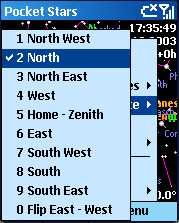 Pocket Stars
17:35:49
1 North West
2 North
3 North East
4 West
5 Home - Zenith
6 East
7 South West
8 South
9 South East
0 Flip East - West